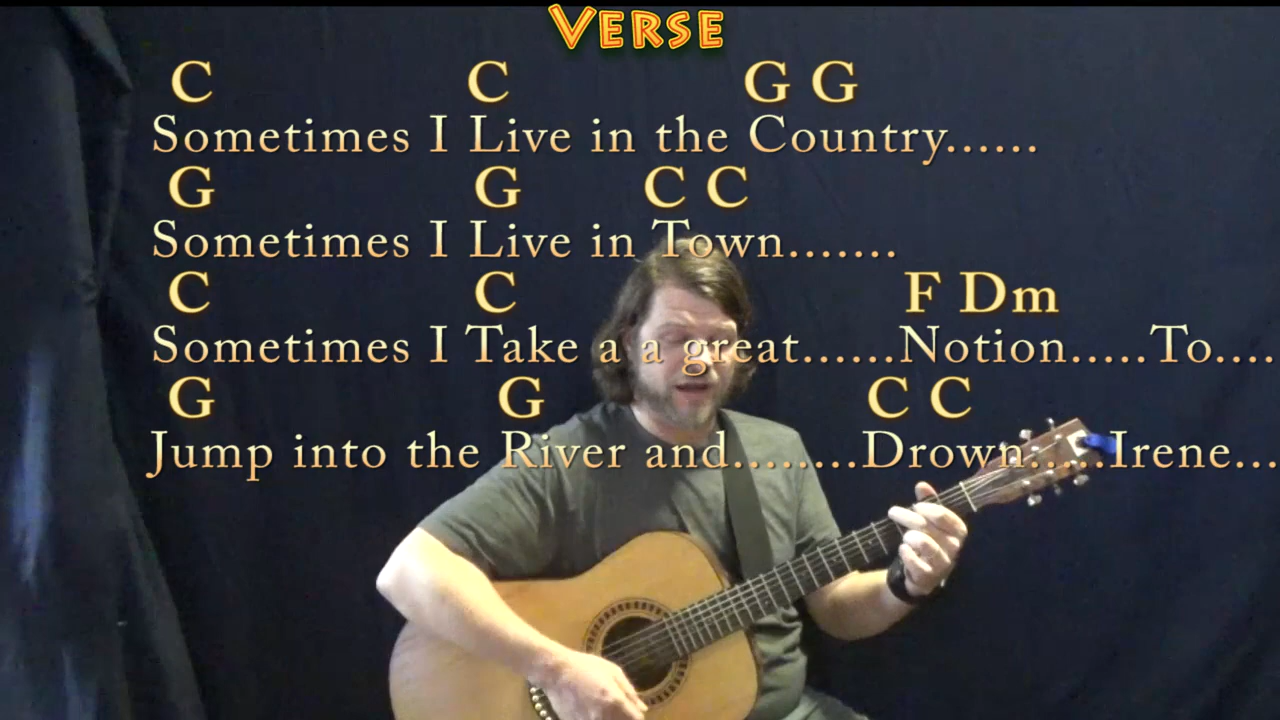 VERSE
C C G G
Sometimes I Live in the Country......
G G C C
Sometimes I Live in Town.......
C C F Dm
Sometimes I Take a a great......Notion.....To....
G G C C
Jump into the River and........Drown.....Irene...